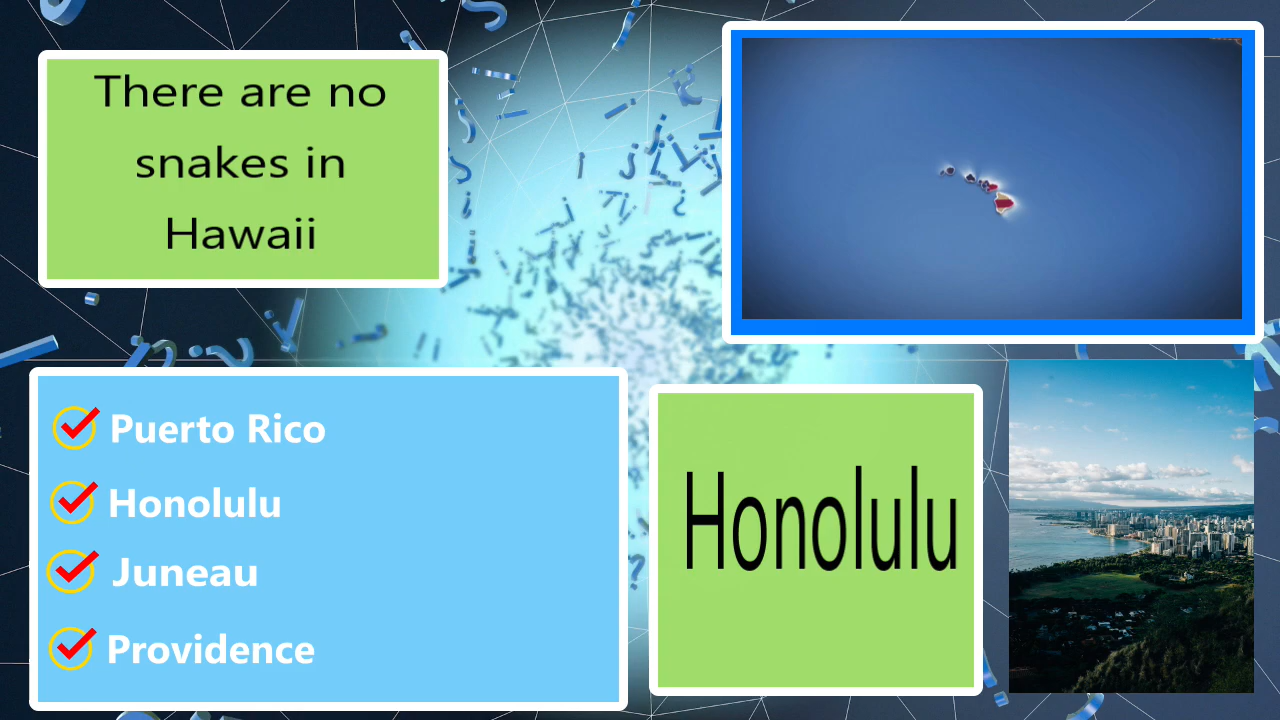 There are no
snakes in
Hawaii
Puerto Rico
Honolulu
Juneau
Providence
Honolulu